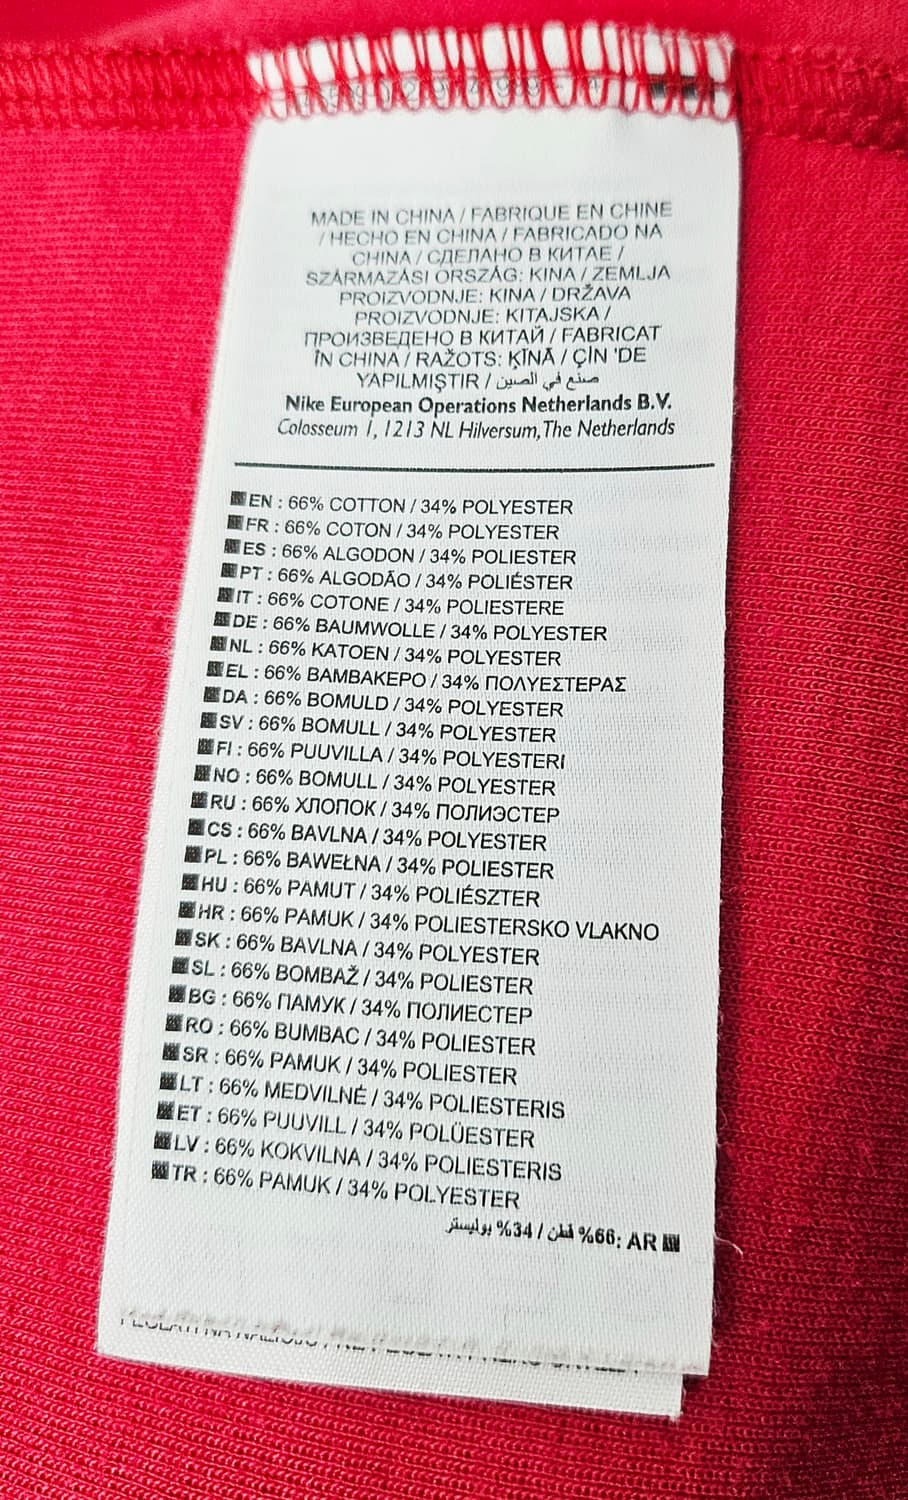 MADE IN CHINA / FABRIQUE EN CHINE
/ HECHO EN CHINA / FABRICADO NA
CHINA / СДЕЛАНО В КИТАЕ /
SZÁRMAZÁSI ORSZÁG: KINA / ZEMLJA
PROIZVODNJE: KINA / DRŽAVA
PROIZVODNJE: KITAJSKA /
ПРОИЗВЕДЕНО В КИТАЙ / FABRICAT
ÎN CHINA / RAŽOTS: ĶĪNĀ / ÇİN 'DE
YAPILMIŞTIR / صنع في الصين
Nike European Operations Netherlands B.V.
Colosseum 1, 1213 NL Hilversum, The Netherlands
EN : 66% COTTON / 34% POLYESTER
FR : 66% COTON / 34% POLYESTER
ES : 66% ALGODON / 34% POLIESTER
PT : 66% ALGODÃO / 34% POLIÉSTER
IT : 66% COTONE / 34% POLIESTERE
DE : 66% BAUMWOLLE / 34% POLYESTER
NL : 66% KATOEN / 34% POLYESTER
EL : 66% ΒΑΜΒΑΚΕΡΟ / 34% ΠΟΛΥΕΣΤΕΡΑΣ
DA : 66% BOMULD / 34% POLYESTER
SV : 66% BOMULL / 34% POLYESTER
FI : 66% PUUVILLA / 34% POLYESTERI
NO : 66% BOMULL / 34% POLYESTER
RU : 66% ХЛОПОК / 34% ПОЛИЭСТЕР
CS : 66% BAVLNA / 34% POLYESTER
PL : 66% BAWEŁNA / 34% POLIESTER
HU : 66% PAMUT / 34% POLIÉSZTER
HR : 66% PAMUK / 34% POLIESTERSKO VLAKNO
SK : 66% BAVLNA / 34% POLYESTER
SL : 66% BOMBAŽ / 34% POLIESTER
BG : 66% ПАМУК / 34% ПОЛИЕСТЕР
RO : 66% BUMBAC / 34% POLIESTER
SR : 66% PAMUK / 34% POLIESTER
LT : 66% MEDVILNĖ / 34% POLIESTERIS
ET : 66% PUUVILL / 34% POLÜESTER
LV : 66% KOKVILNA / 34% POLIESTERIS
TR : 66% PAMUK / 34% POLYESTER
AR :66% قطن / 34% بوليستر